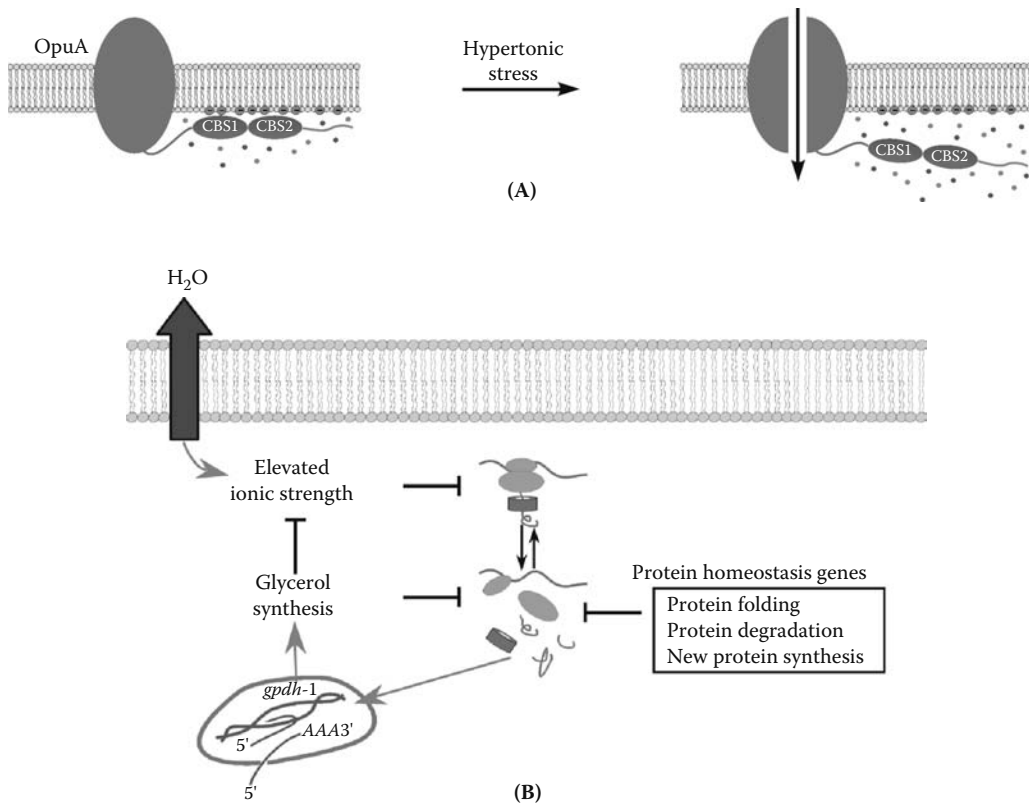 OpuA
CBS1 CBS2
Hypertonic
stress
CBS1 CBS2
(A)
H₂O
Elevated
ionic strength
Glycerol
synthesis
Protein homeostasis genes
Protein folding
Protein degradation
New protein synthesis
gpdh-1
AAA3'
5'
5'
(B)